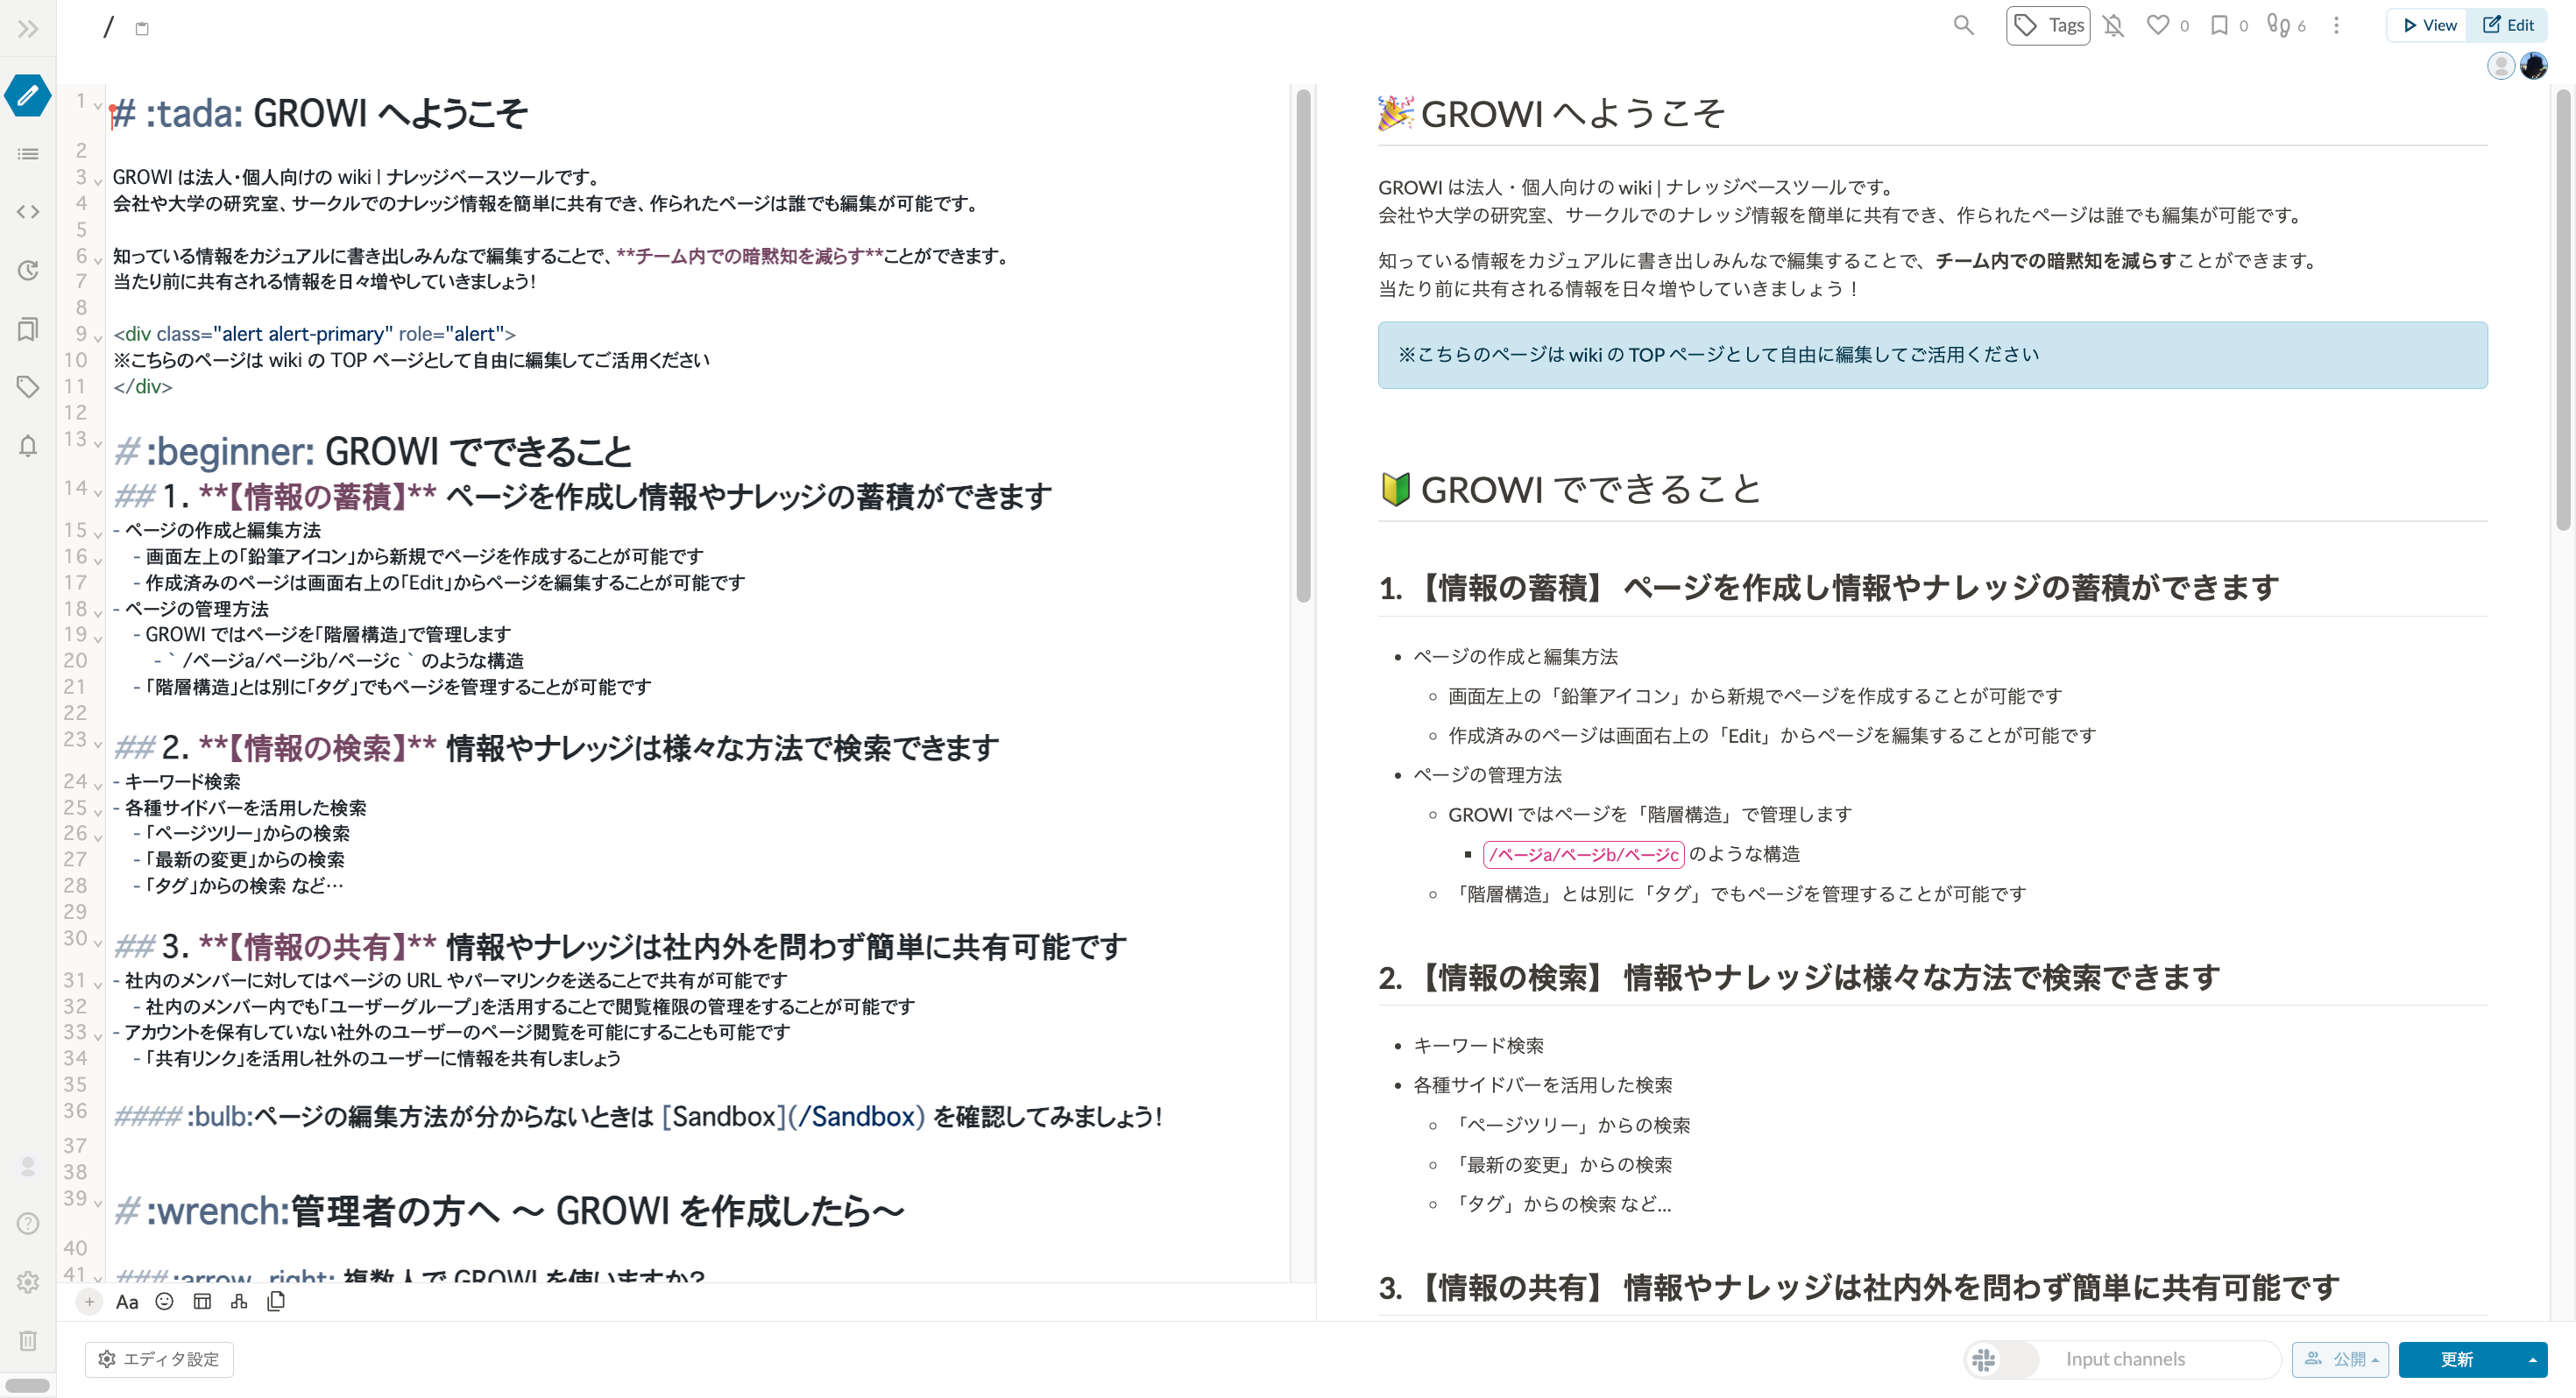 /
Tags
0
0
6
View
Edit
1 # :tada: GROWI へようこそ
2
3 GROWI は法人・個人向けの wiki | ナレッジベースツールです。
4 会社や大学の研究室、サークルでのナレッジ情報を簡単に共有でき、作られたページは誰でも編集が可能です。
5
6 知っている情報をカジュアルに書き出しみんなで編集することで、**チーム内での暗黙知を減らす**ことができます。
7 当たり前に共有される情報を日々増やしていきましょう！
8
9 <div class="alert alert-primary" role="alert">
10 ※こちらのページは wiki の TOP ページとして自由に編集してご活用ください
11 </div>
12
13 # :beginner: GROWI でできること
14 ## 1. **【情報の蓄積】** ページを作成し情報やナレッジの蓄積ができます
15 - ページの作成と編集方法
16 - 画面左上の「鉛筆アイコン」から新規でページを作成することが可能です
17 - 作成済みのページは画面右上の「Edit」からページを編集することが可能です
18 - ページの管理方法
19 - GROWI ではページを「階層構造」で管理します
20 - ` /ページa/ページb/ページc ` のような構造
21 - 「階層構造」とは別に「タグ」でもページを管理することが可能です
22
23 ## 2. **【情報の検索】** 情報やナレッジは様々な方法で検索できます
24 - キーワード検索
25 - 各種サイドバーを活用した検索
26 - 「ページツリー」からの検索
27 - 「最新の変更」からの検索
28 - 「タグ」からの検索 など…
29
30 ## 3. **【情報の共有】** 情報やナレッジは社内外を問わず簡単に共有可能です
31 - 社内のメンバーに対してはページの URL やパーマリンクを送ることで共有が可能です
32 - 社内のメンバー内でも「ユーザーグループ」を活用することで閲覧権限の管理をすることが可能です
33 - アカウントを保有していない社外のユーザーのページ閲覧を可能にすることも可能です
34 - 「共有リンク」を活用し社外のユーザーに情報を共有しましょう
35
36 #### :bulb:ページの編集方法が分からないときは [Sandbox](/Sandbox) を確認してみましょう！
37
38
39 # :wrench:管理者の方へ 〜 GROWI を作成したら〜
40
41 ### :arrow_right: 複数人で GROWI を使いますか？
Aa
エディタ設定
🎉 GROWI へようこそ
GROWI は法人・個人向けの wiki | ナレッジベースツールです。
会社や大学の研究室、サークルでのナレッジ情報を簡単に共有でき、作られたページは誰でも編集が可能です。
知っている情報をカジュアルに書き出しみんなで編集することで、チーム内での暗黙知を減らすことができます。
当たり前に共有される情報を日々増やしていきましょう！
※こちらのページは wiki の TOP ページとして自由に編集してご活用ください
🔰 GROWI でできること
1. 【情報の蓄積】 ページを作成し情報やナレッジの蓄積ができます
• ページの作成と編集方法
◦ 画面左上の「鉛筆アイコン」から新規でページを作成することが可能です
◦ 作成済みのページは画面右上の「Edit」からページを編集することが可能です
• ページの管理方法
◦ GROWI ではページを「階層構造」で管理します
▪ /ページa/ページb/ページc のような構造
◦ 「階層構造」とは別に「タグ」でもページを管理することが可能です
2. 【情報の検索】 情報やナレッジは様々な方法で検索できます
• キーワード検索
• 各種サイドバーを活用した検索
◦ 「ページツリー」からの検索
◦ 「最新の変更」からの検索
◦ 「タグ」からの検索 など...
3. 【情報の共有】 情報やナレッジは社内外を問わず簡単に共有可能です
Input channels
公開
更新